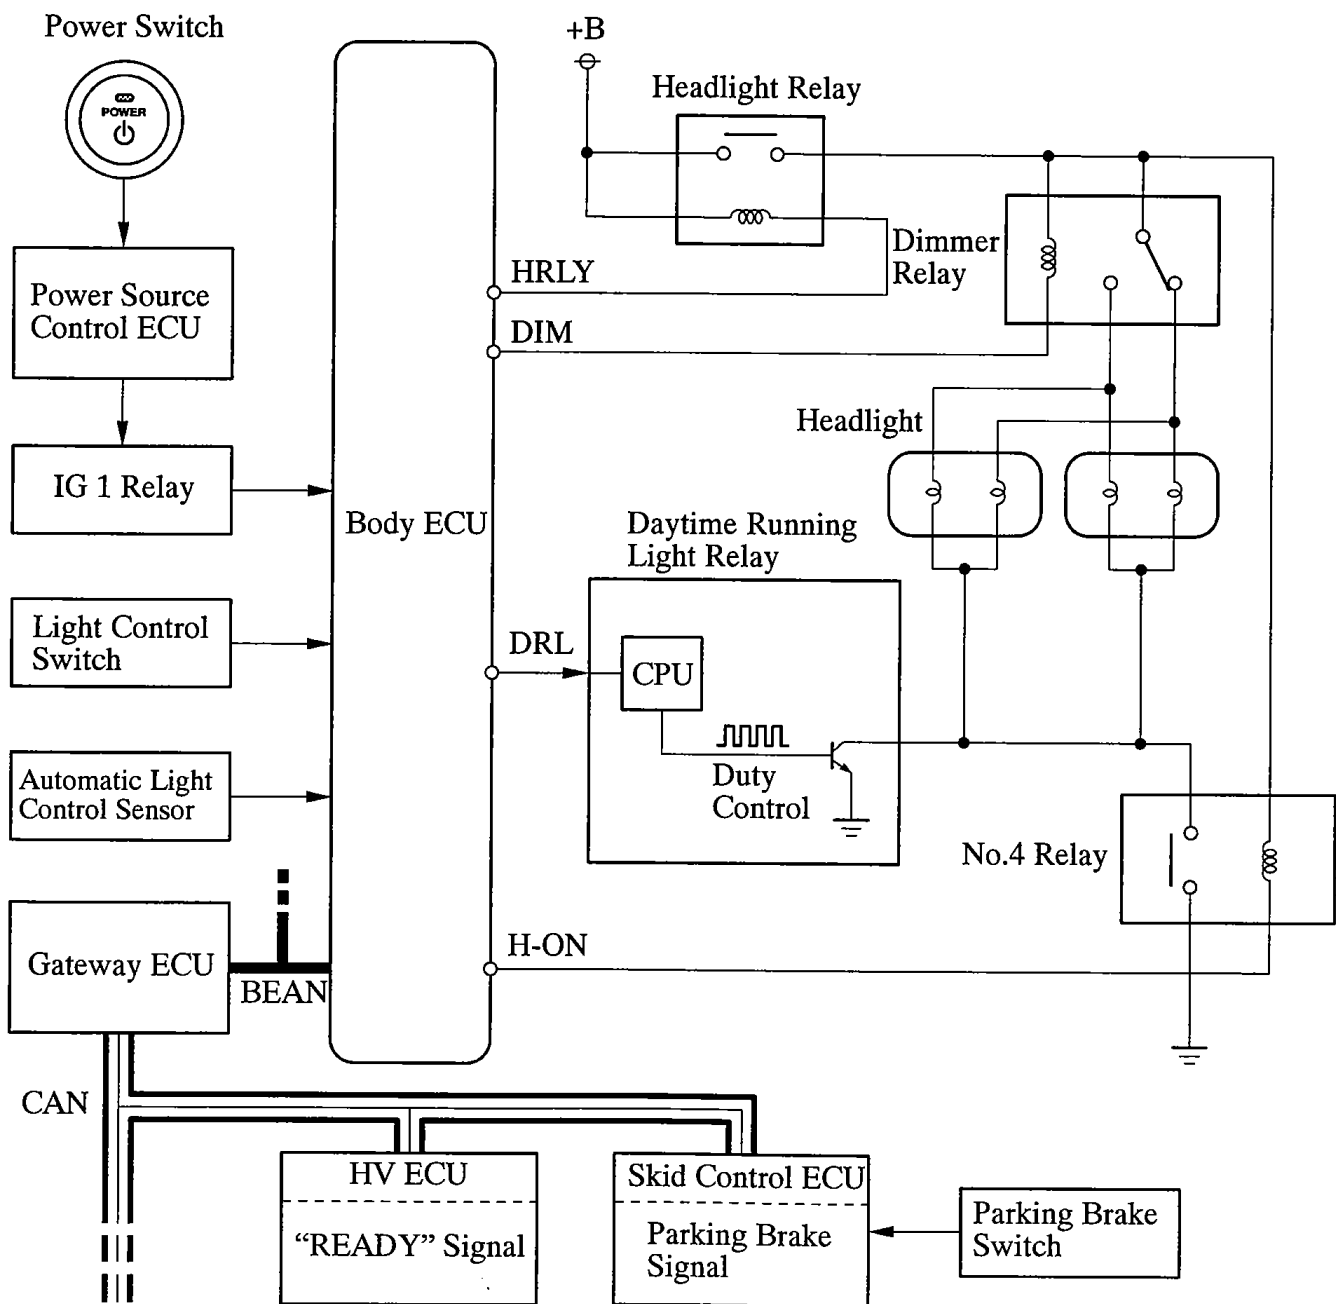 Power Switch
+B
POWER
Headlight Relay
Dimmer
Relay
Power Source
Control ECU
HRLY
DIM
Headlight
IG 1 Relay
Body ECU
Daytime Running
Light Relay
Light Control
Switch
DRL
CPU
Duty
Control
Automatic Light
Control Sensor
No.4 Relay
Gateway ECU
BEAN
H-ON
CAN
HV ECU
"READY" Signal
Skid Control ECU
Parking Brake
Signal
Parking Brake
Switch